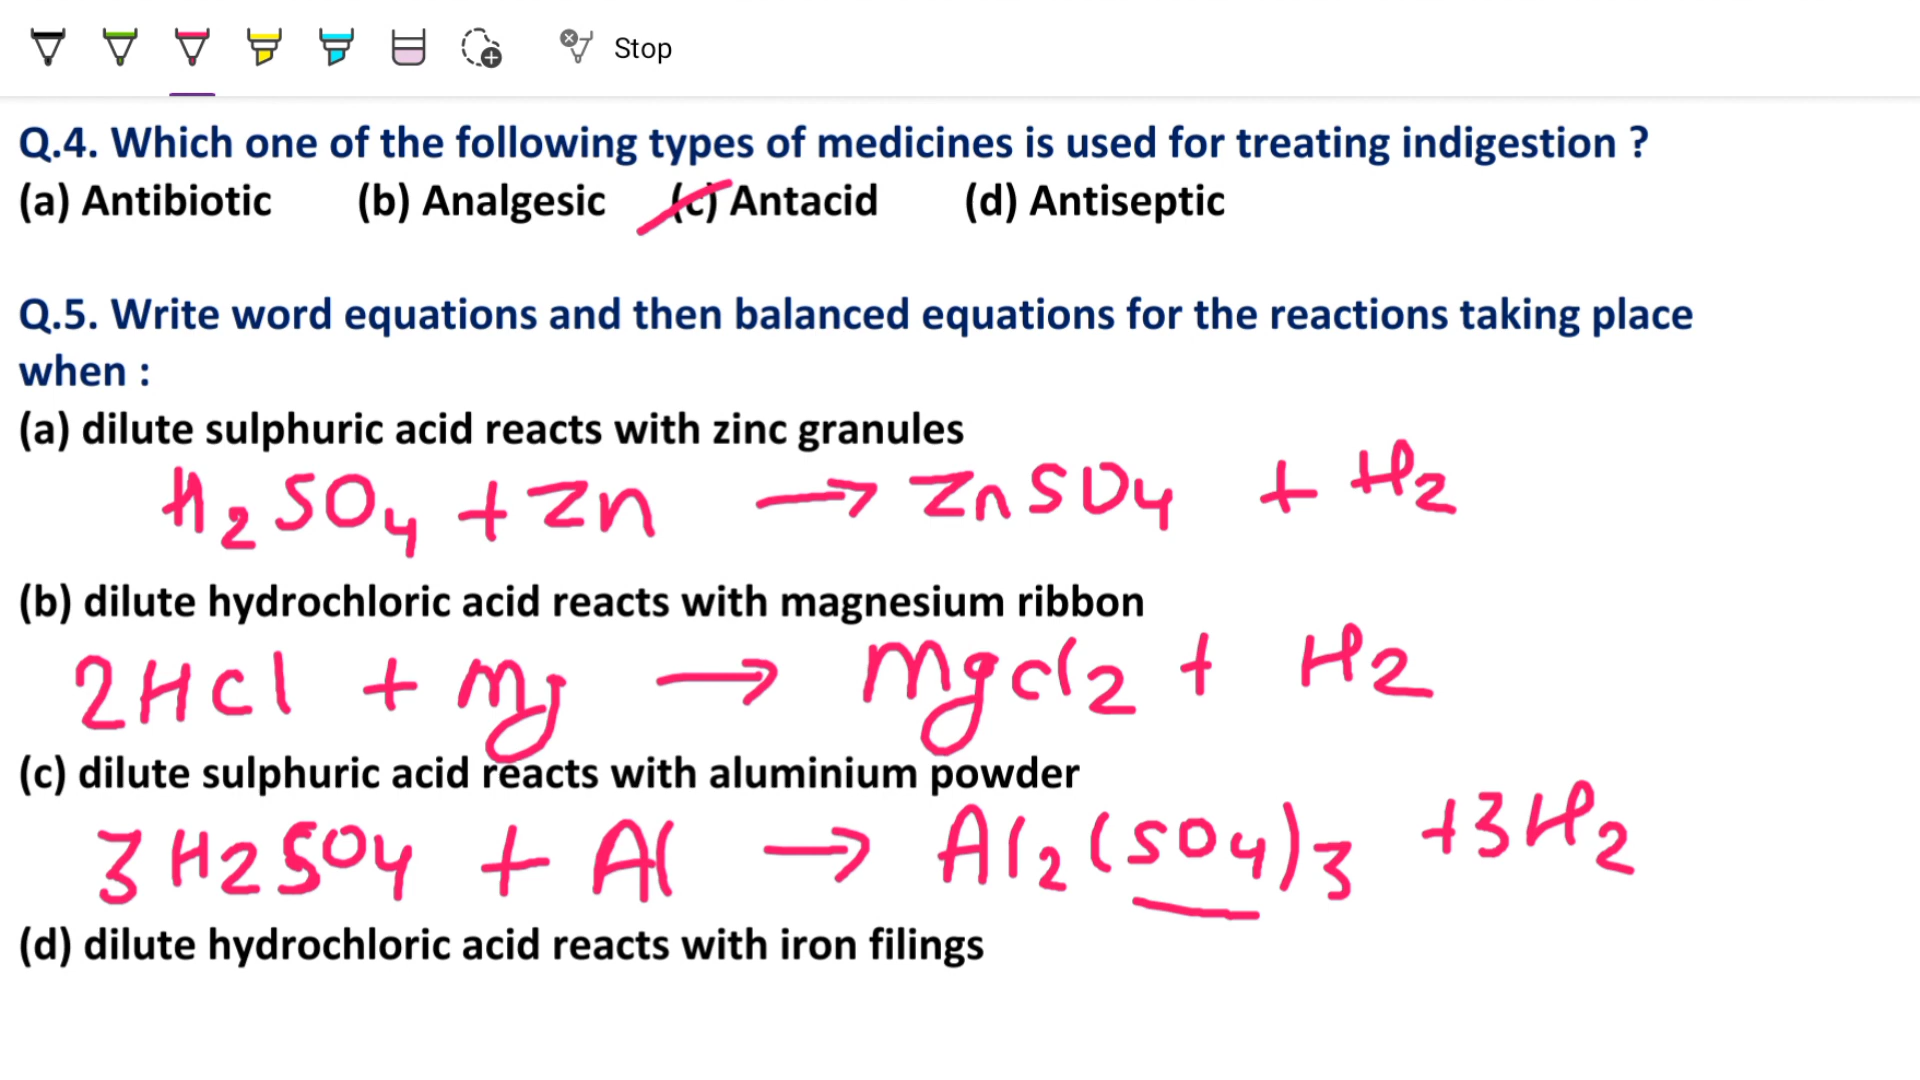 Stop
Q.4. Which one of the following types of medicines is used for treating indigestion ?
(a) Antibiotic (b) Analgesic (c) Antacid (d) Antiseptic
Q.5. Write word equations and then balanced equations for the reactions taking place
when :
(a) dilute sulphuric acid reacts with zinc granules
H2SO4 + Zn → ZnSO4 + H2
(b) dilute hydrochloric acid reacts with magnesium ribbon
2HCl + Mg → MgCl2 + H2
(c) dilute sulphuric acid reacts with aluminium powder
3H2SO4 + Al → Al2(SO4)3 + 3H2
(d) dilute hydrochloric acid reacts with iron filings